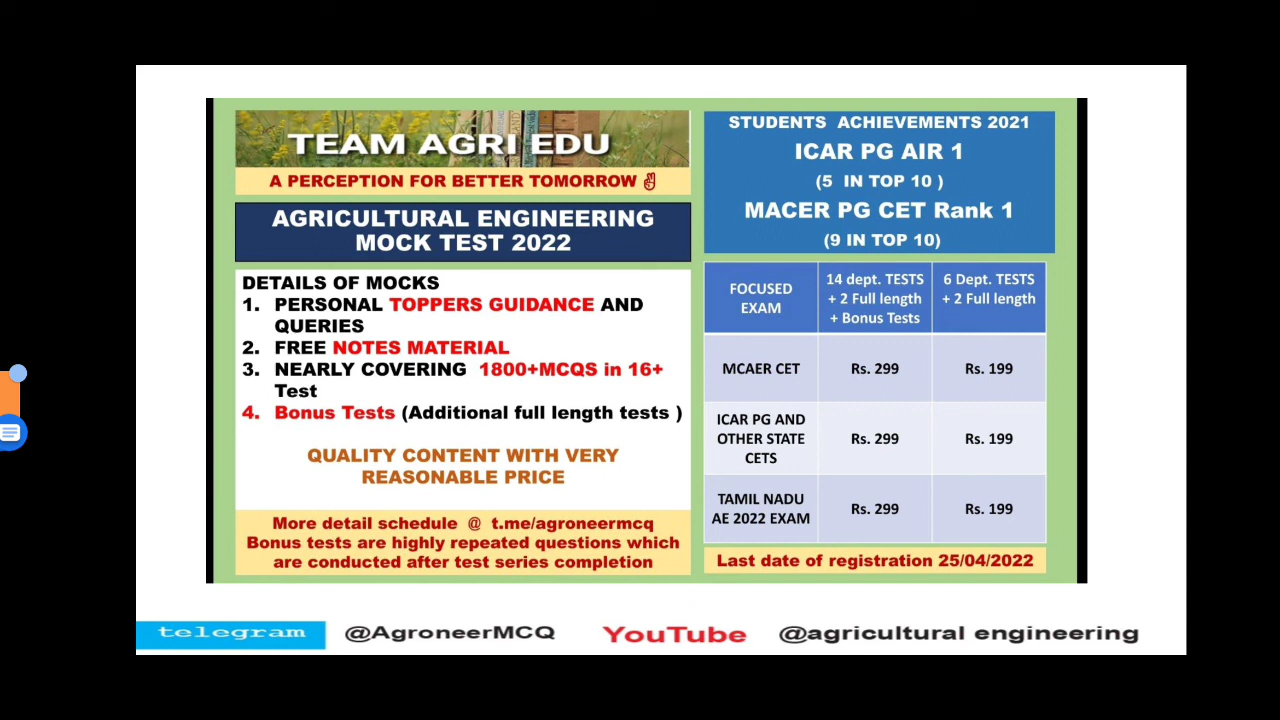 TEAM AGRI EDU
A PERCEPTION FOR BETTER TOMORROW ✌
AGRICULTURAL ENGINEERING
MOCK TEST 2022
DETAILS OF MOCKS
1. PERSONAL TOPPERS GUIDANCE AND
QUERIES
2. FREE NOTES MATERIAL
3. NEARLY COVERING 1800+MCQS in 16+
Test
4. Bonus Tests (Additional full length tests )
QUALITY CONTENT WITH VERY
REASONABLE PRICE
More detail schedule @ t.me/agroneermcq
Bonus tests are highly repeated questions which
are conducted after test series completion
STUDENTS ACHIEVEMENTS 2021
ICAR PG AIR 1
(5 IN TOP 10 )
MACER PG CET Rank 1
(9 IN TOP 10)
FOCUSED
EXAM
14 dept. TESTS
+ 2 Full length
+ Bonus Tests
6 Dept. TESTS
+ 2 Full length
MCAER CET
Rs. 299
Rs. 199
ICAR PG AND
OTHER STATE
CETS
Rs. 299
Rs. 199
TAMIL NADU
AE 2022 EXAM
Rs. 299
Rs. 199
Last date of registration 25/04/2022
telegram @AgroneerMCQ YouTube @agricultural engineering